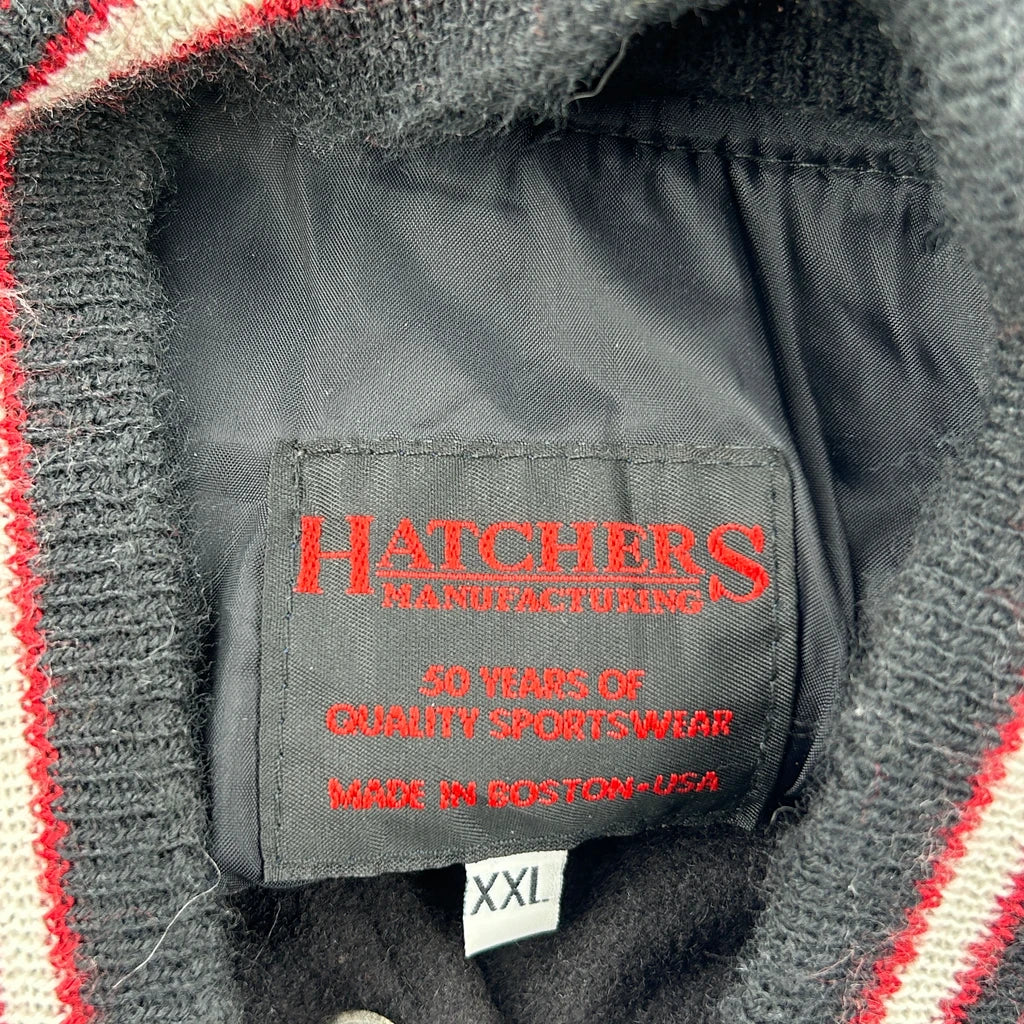 HATCHERS
MANUFACTURING
50 YEARS OF
QUALITY SPORTSWEAR
MADE IN BOSTON • USA
XXL